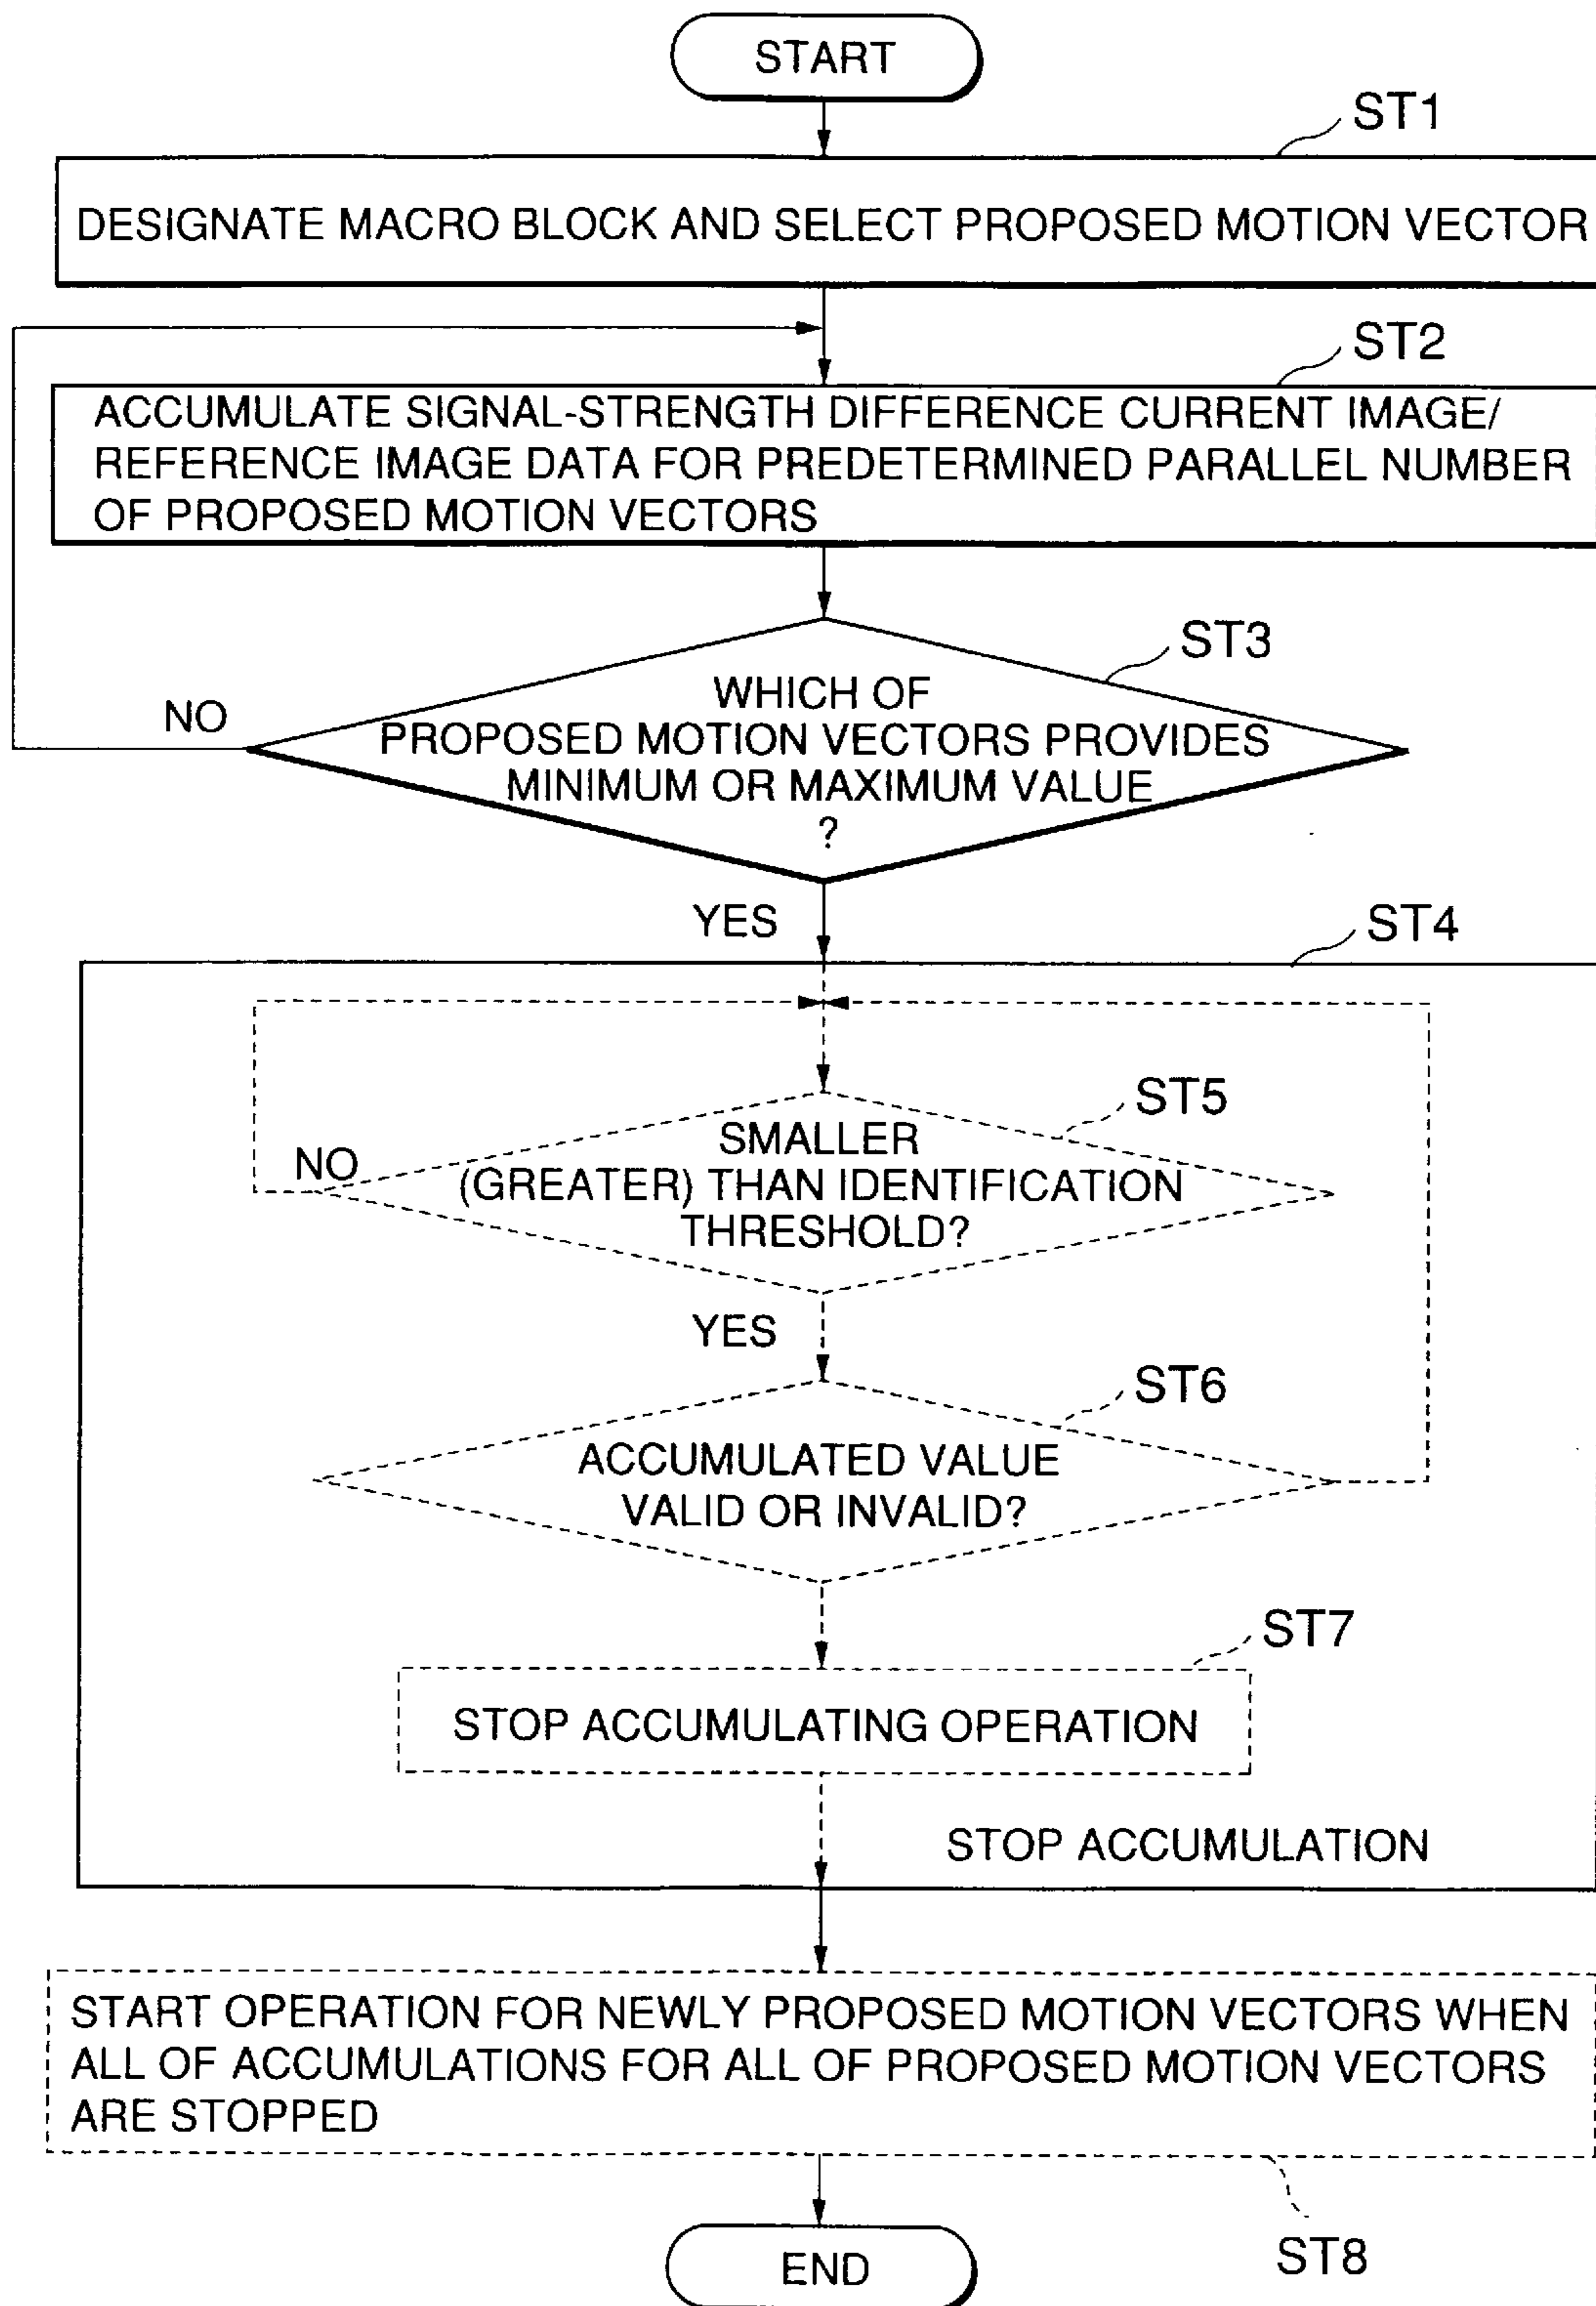 START
ST1
DESIGNATE MACRO BLOCK AND SELECT PROPOSED MOTION VECTOR
ST2
ACCUMULATE SIGNAL-STRENGTH DIFFERENCE CURRENT IMAGE/
REFERENCE IMAGE DATA FOR PREDETERMINED PARALLEL NUMBER
OF PROPOSED MOTION VECTORS
ST3
WHICH OF
PROPOSED MOTION VECTORS PROVIDES
MINIMUM OR MAXIMUM VALUE
?
NO
YES
ST4
ST5
SMALLER
(GREATER) THAN IDENTIFICATION
THRESHOLD?
NO
YES
ST6
ACCUMULATED VALUE
VALID OR INVALID?
ST7
STOP ACCUMULATING OPERATION
STOP ACCUMULATION
START OPERATION FOR NEWLY PROPOSED MOTION VECTORS WHEN
ALL OF ACCUMULATIONS FOR ALL OF PROPOSED MOTION VECTORS
ARE STOPPED
ST8
END